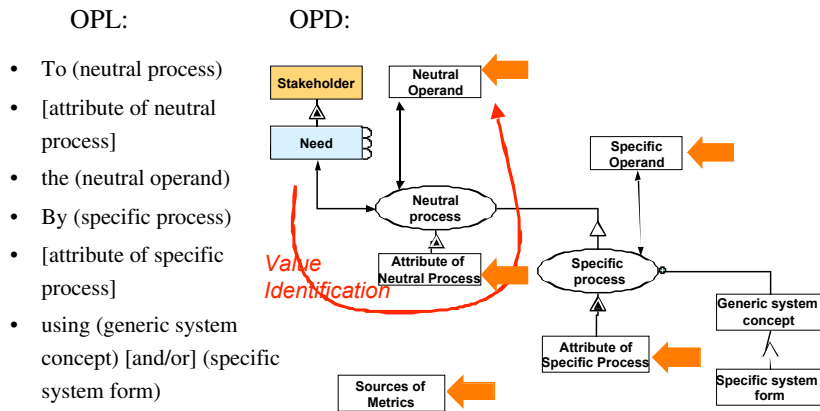 OPL:
OPD:
• To (neutral process)
• [attribute of neutral
process]
• the (neutral operand)
• By (specific process)
• [attribute of specific
process]
• using (generic system
concept) [and/or] (specific
system form)
Stakeholder
Need
Neutral
Operand
Specific
Operand
Neutral
process
Value
Identification
Attribute of
Neutral Process
Specific
process
Generic system
concept
Attribute of
Specific Process
Specific system
form
Sources of
Metrics